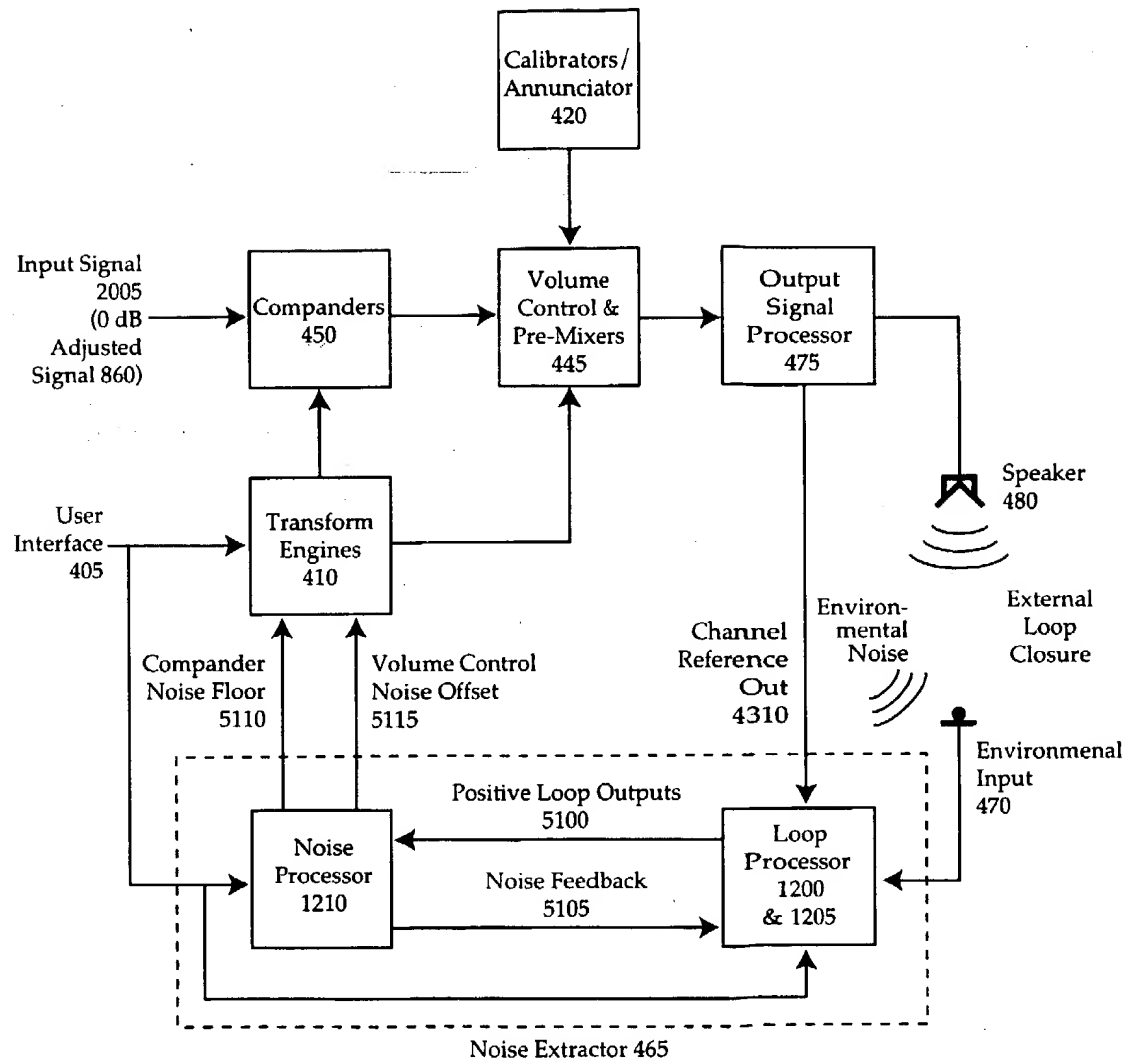 Calibrators/
Annunciator
420
Input Signal
2005
(0 dB
Adjusted
Signal 860)
Companders
450
Volume
Control &
Pre-Mixers
445
Output
Signal
Processor
475
Speaker
480
User
Interface
405
Transform
Engines
410
Environ-
mental
Noise
External
Loop
Closure
Channel
Reference
Out
4310
Compander
Noise Floor
5110
Volume Control
Noise Offset
5115
Environmenal
Input
470
Positive Loop Outputs
5100
Noise
Processor
1210
Noise Feedback
5105
Loop
Processor
1200
& 1205
Noise Extractor 465